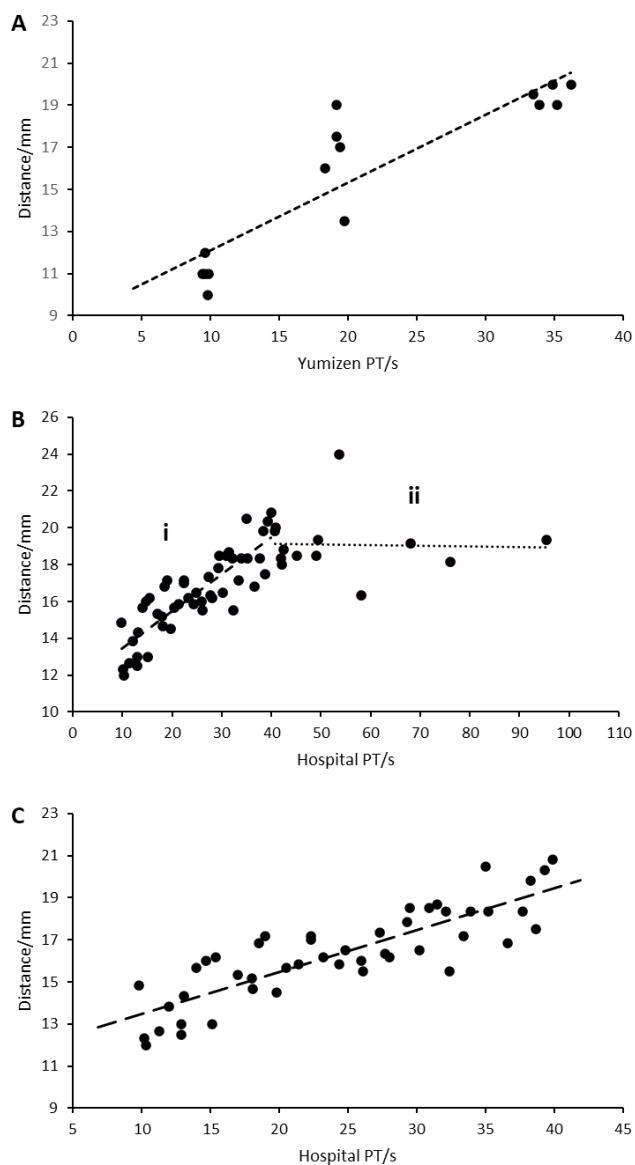 A
23
21
19
17
15
13
11
9
Distance/mm
0 5 10 15 20 25 30 35 40
Yumizen PT/s
B
26
24
22
20
18
16
14
12
10
Distance/mm
i
ii
0 10 20 30 40 50 60 70 80 90 100 110
Hospital PT/s
C
23
21
19
17
15
13
11
9
Distance/mm
5 10 15 20 25 30 35 40 45
Hospital PT/s